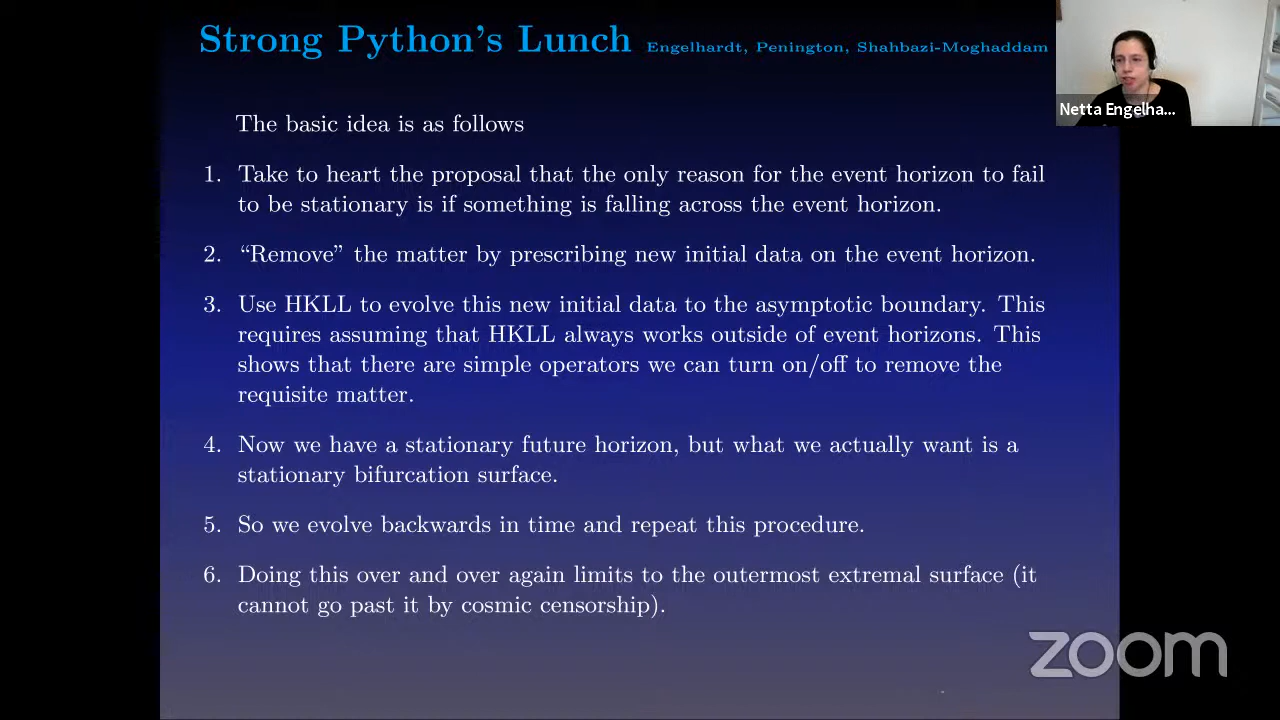 Strong Python's Lunch Engelhardt, Penington, Shahbazi-Moghaddam
Netta Engelha...
The basic idea is as follows
1. Take to heart the proposal that the only reason for the event horizon to fail
to be stationary is if something is falling across the event horizon.
2. “Remove” the matter by prescribing new initial data on the event horizon.
3. Use HKLL to evolve this new initial data to the asymptotic boundary. This
requires assuming that HKLL always works outside of event horizons. This
shows that there are simple operators we can turn on/off to remove the
requisite matter.
4. Now we have a stationary future horizon, but what we actually want is a
stationary bifurcation surface.
5. So we evolve backwards in time and repeat this procedure.
6. Doing this over and over again limits to the outermost extremal surface (it
cannot go past it by cosmic censorship).
zoom